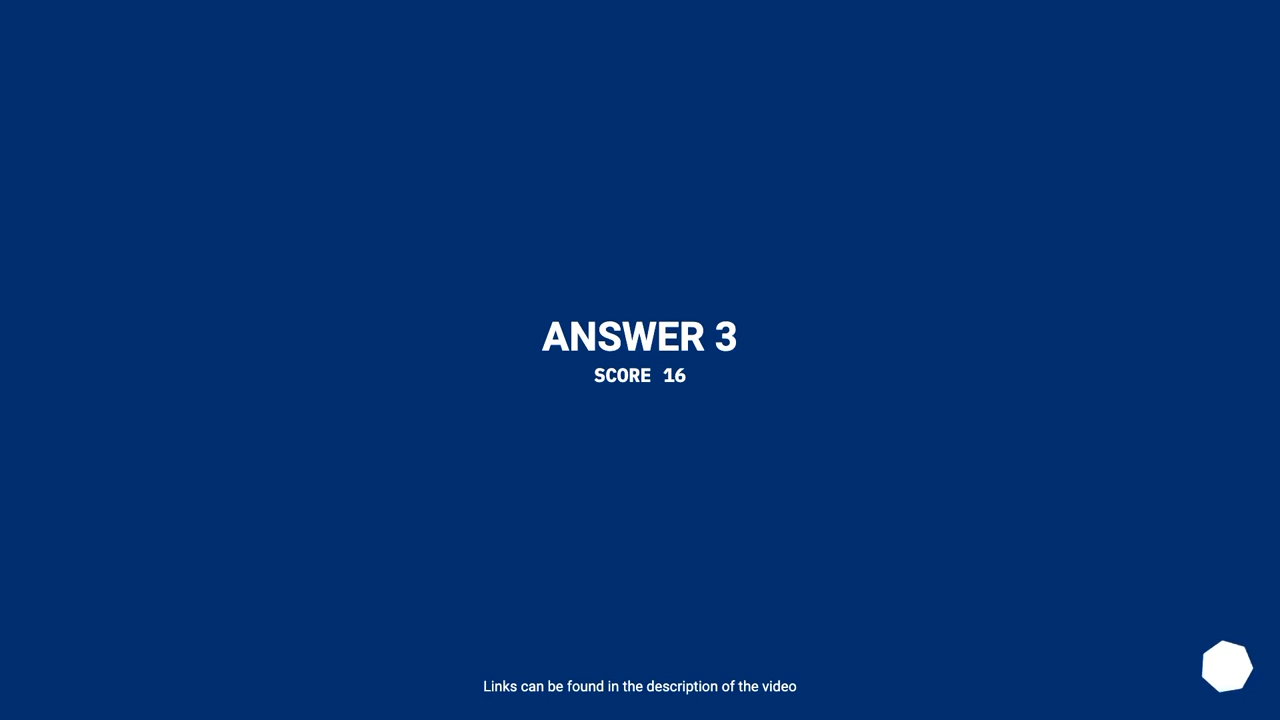 ANSWER 3
SCORE 16
Links can be found in the description of the video